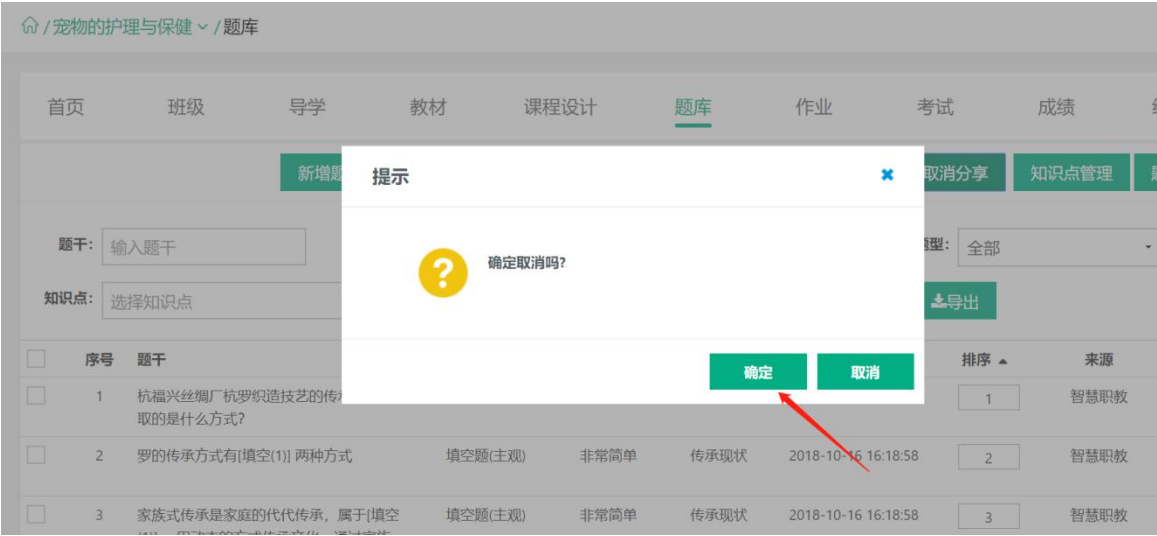 /宠物的护理与保健 /题库
首页 班级 导学 教材 课程设计 题库 作业 考试 成绩
新增题 取消分享 知识点管理
提示
题干: 输入题干 题型: 全部
确定取消吗?
知识点: 选择知识点 导出
确定 取消
序号 题干 排序 来源
1 杭福兴丝绸厂杭罗织造技艺的传承 1 智慧职教
取的是什么方式?
2 罗的传承方式有[填空(1)] 两种方式 填空题(主观) 非常简单 传承现状 2018-10-16 16:18:58 2 智慧职教
3 家族式传承是家庭的代代传承，属于[填空 填空题(主观) 非常简单 传承现状 2018-10-16 16:18:58 3 智慧职教